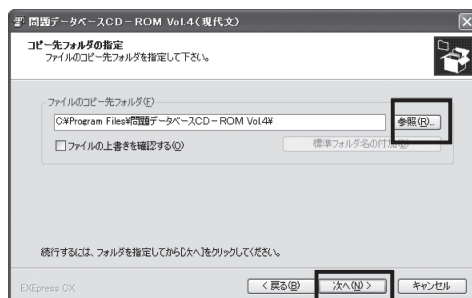 問題データベースCD－ROM Vol.4(現代文)
コピー先フォルダの指定
ファイルのコピー先フォルダを指定して下さい。
ファイルのコピー先フォルダ(F)
C:¥Program Files¥問題データベースCD－ROM Vol.4¥
参照(R)...
ファイルの上書きを確認する(O)
標準フォルダ名の付加
続行するには、フォルダを指定してから[次へ]をクリックしてください。
EXEpress CX
< 戻る(B)
次へ(N) >
キャンセル